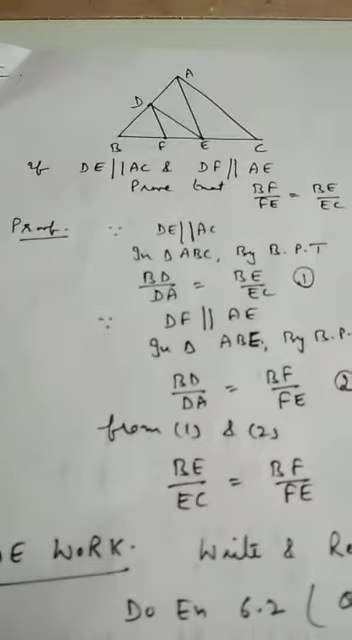 A
D
B F E C
If DE || AC & DF || AE
Prove that BF/FE = BE/EC
Proof. ∵ DE || AC
In Δ ABC, By B.P.T
BD/DA = BE/EC ①
∵ DF || AE
In Δ ABE, By B.P.
BD/DA = BF/FE ②
from (1) & (2)
BE/EC = BF/FE
E WORK. Write & Re
Do Ex 6.2 (